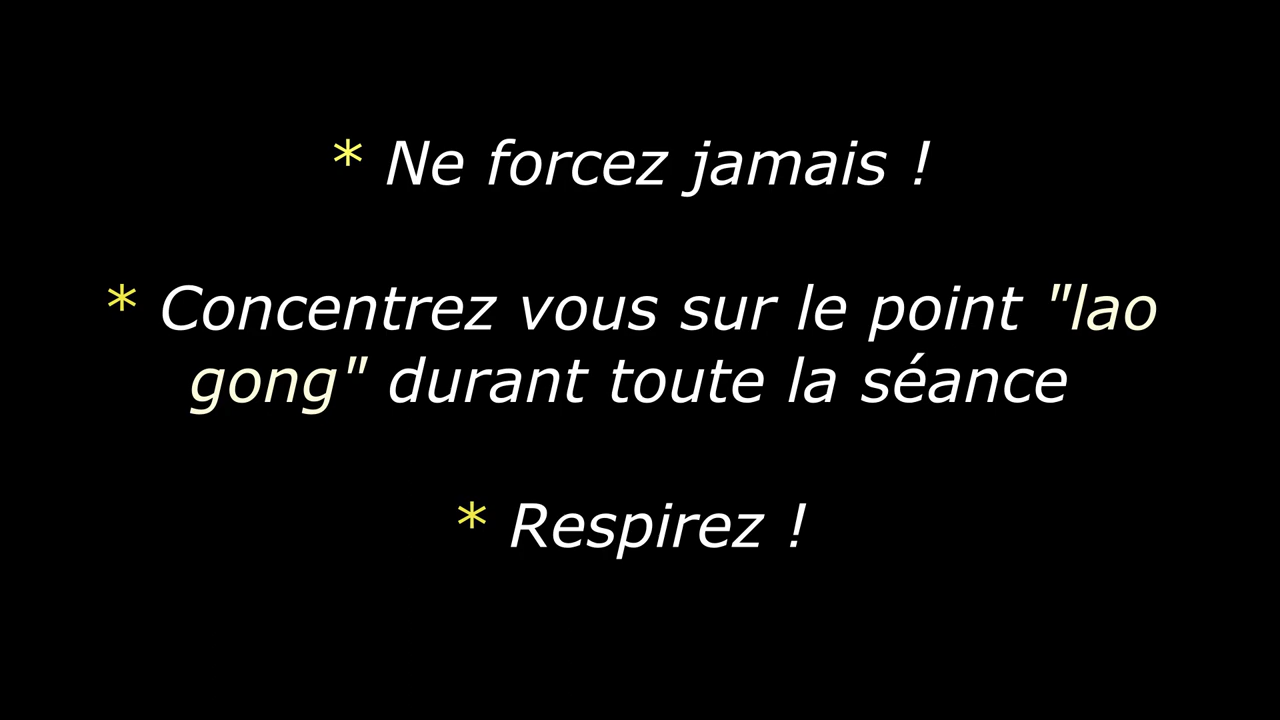 * Ne forcez jamais !
* Concentrez vous sur le point "lao
gong" durant toute la séance
* Respirez !